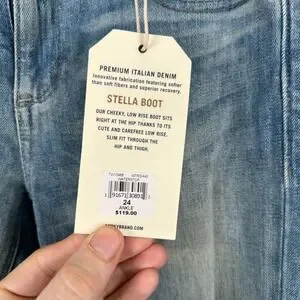 PREMIUM ITALIAN DENIM
Innovative fabrication featuring softer
than soft fibers and superior recovery.
STELLA BOOT
OUR CHEEKY, LOW RISE BOOT SITS
RIGHT AT THE HIP THANKS TO ITS
CUTE AND CAREFREE LOW RISE.
SLIM FIT THROUGH THE
HIP AND THIGH.
24
ANKLE
$119.00